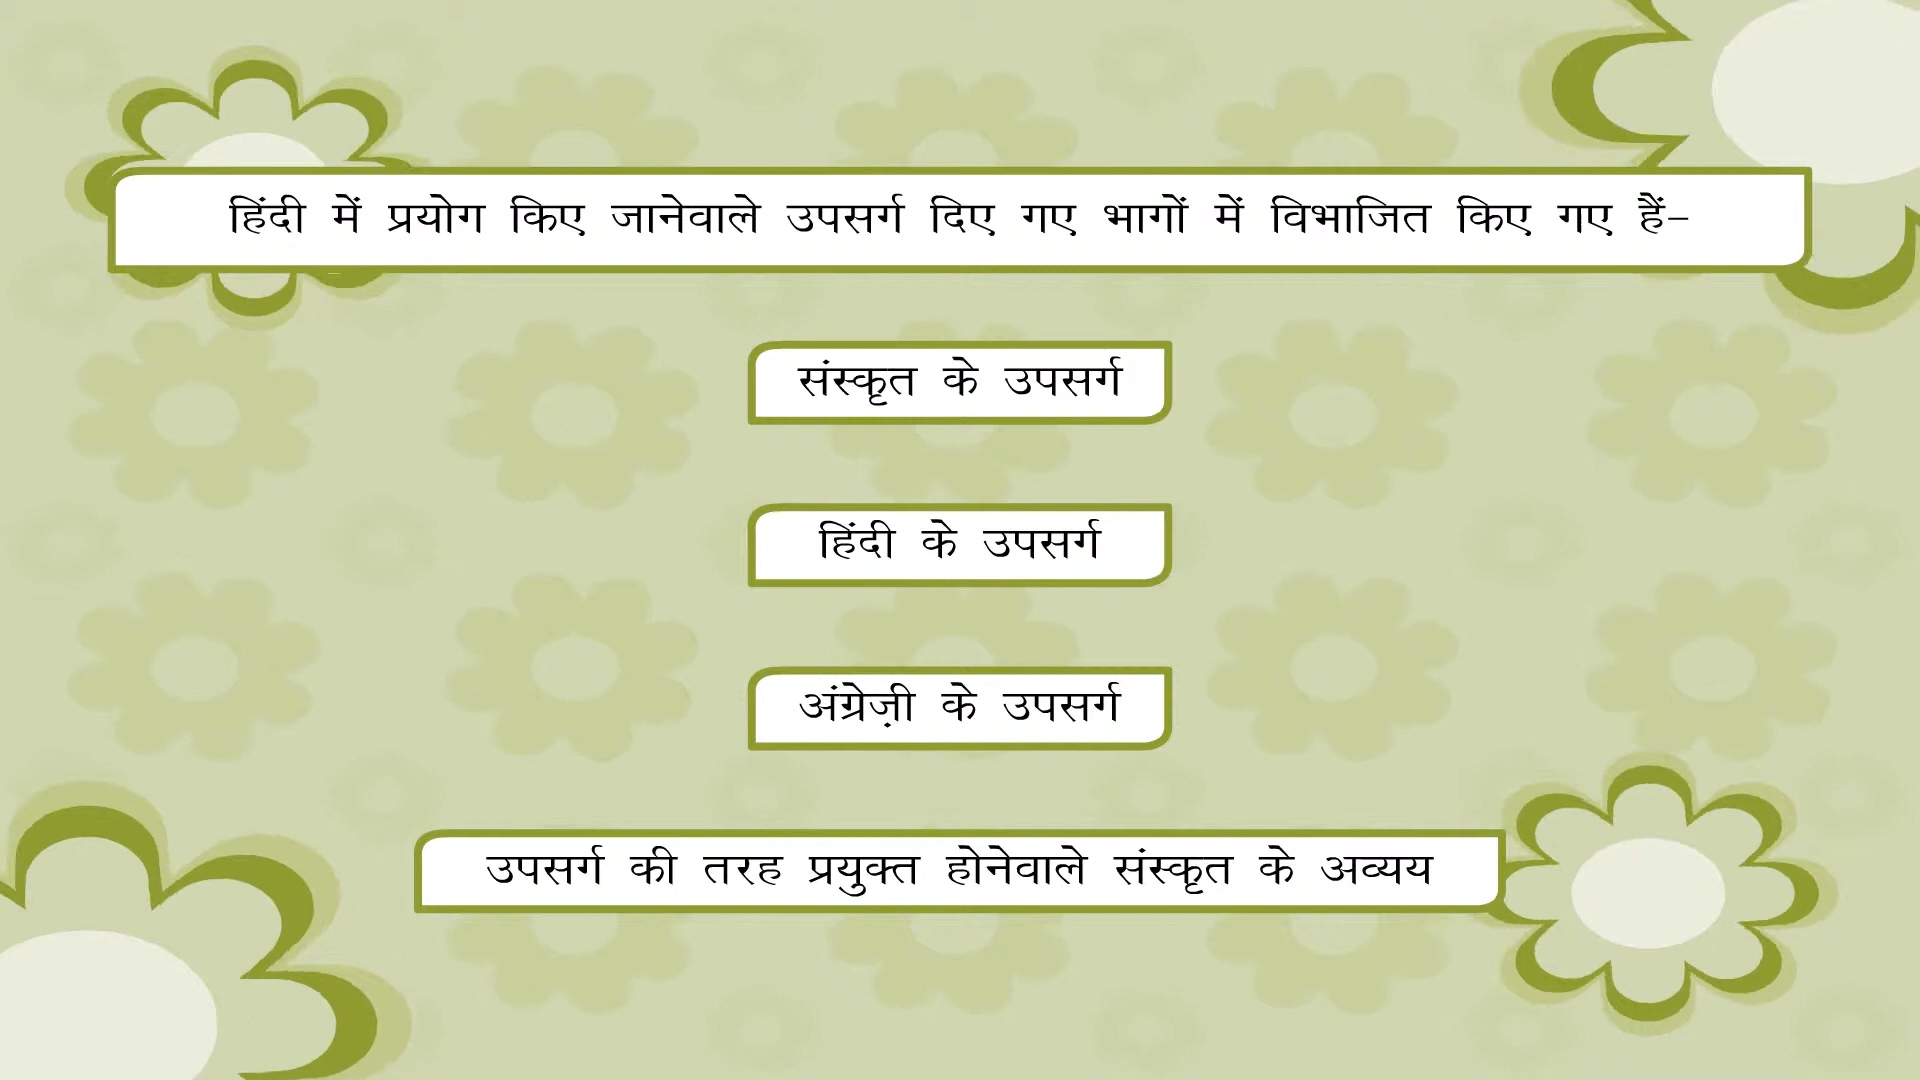 हिंदी में प्रयोग किए जानेवाले उपसर्ग दिए गए भागों में विभाजित किए गए हैं-
संस्कृत के उपसर्ग
हिंदी के उपसर्ग
अंग्रेज़ी के उपसर्ग
उपसर्ग की तरह प्रयुक्त होनेवाले संस्कृत के अव्यय